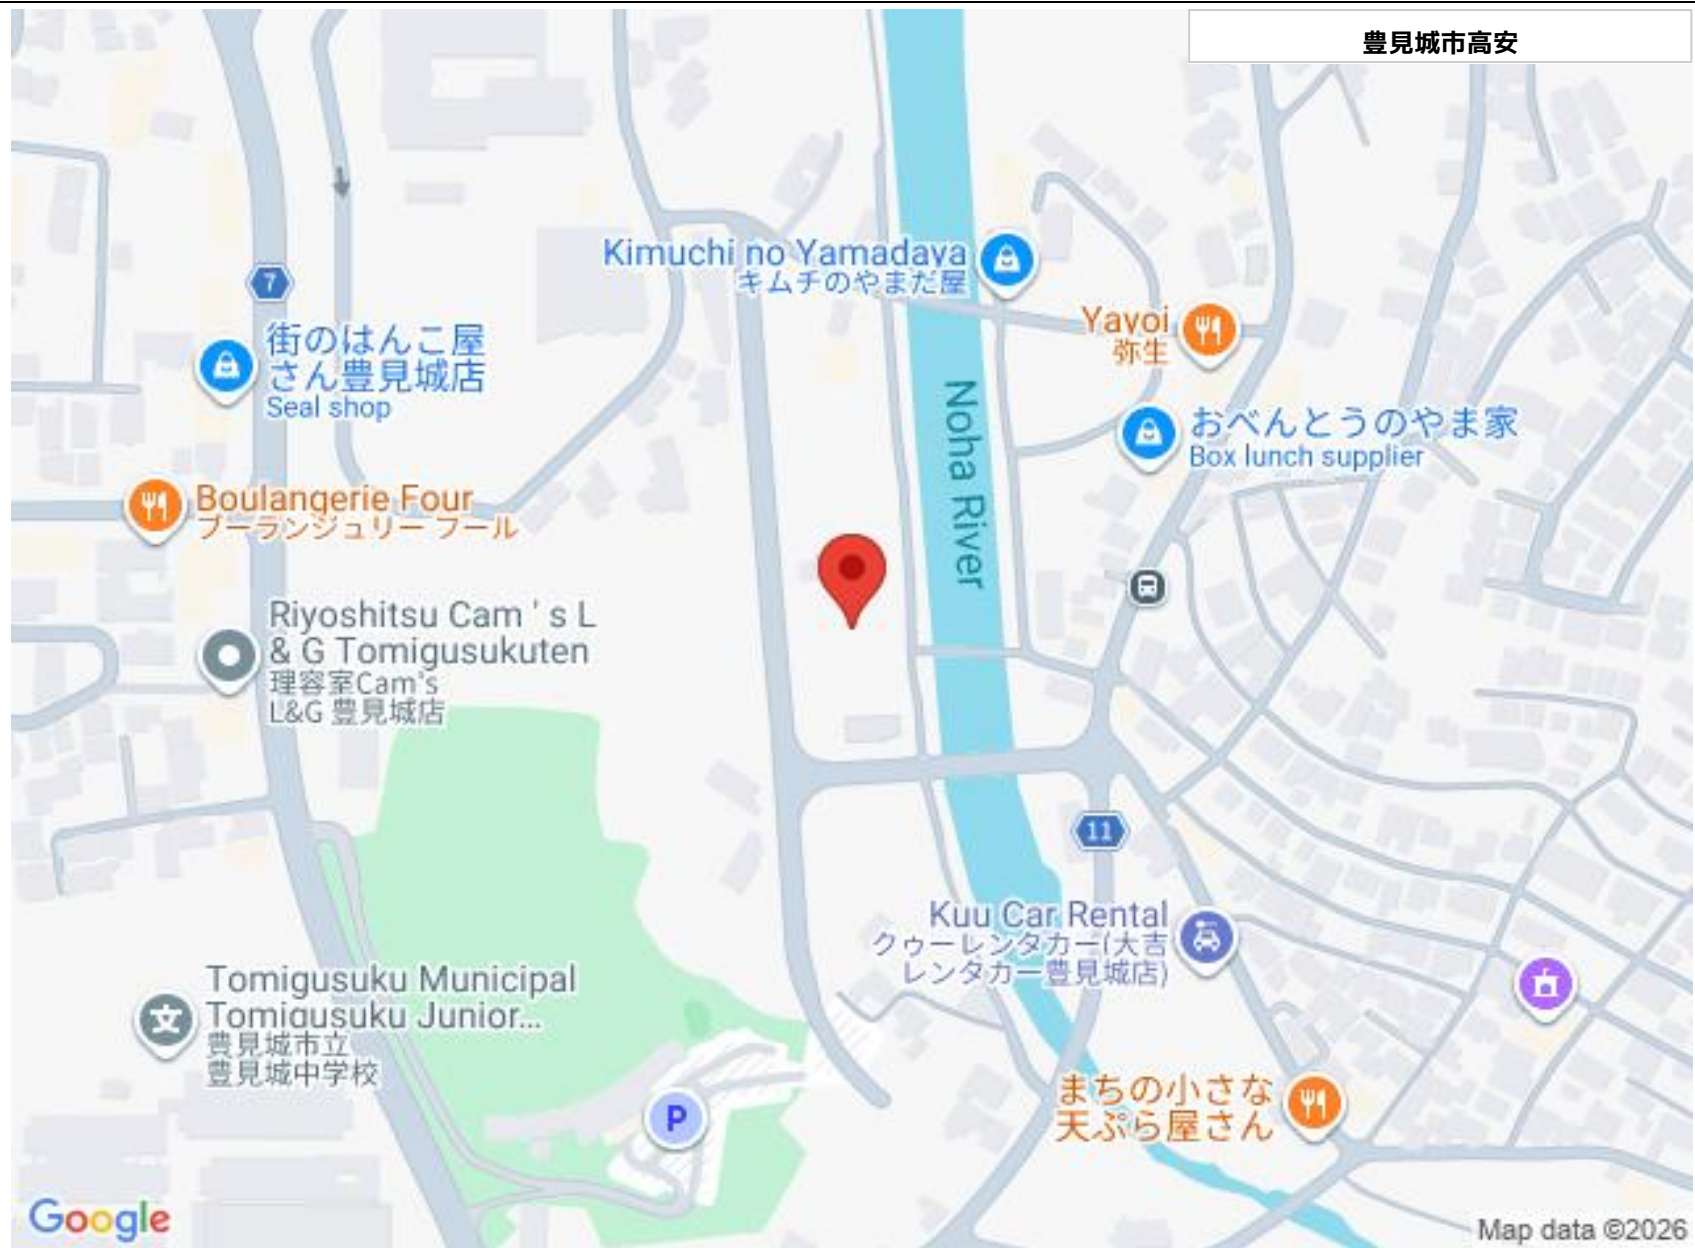 豊見城市高安
Kimuchi no Yamadaya
キムチのやまだ屋
7
Yayoi
弥生
街のはんこ屋
さん豊見城店
Seal shop
Noha River
おべんとうのやま家
Box lunch supplier
Boulangerie Four
ブーランジュリー フール
Riyoshitsu Cam ' s L
& G Tomigusukuten
理容室Cam's
L&G 豊見城店
11
Kuu Car Rental
クゥーレンタカー(大吉
レンタカー豊見城店)
Tomigusuku Municipal
Tomigusuku Junior...
豊見城市立
豊見城中学校
文
P
まちの小さな
天ぷら屋さん
Google
Map data ©2026